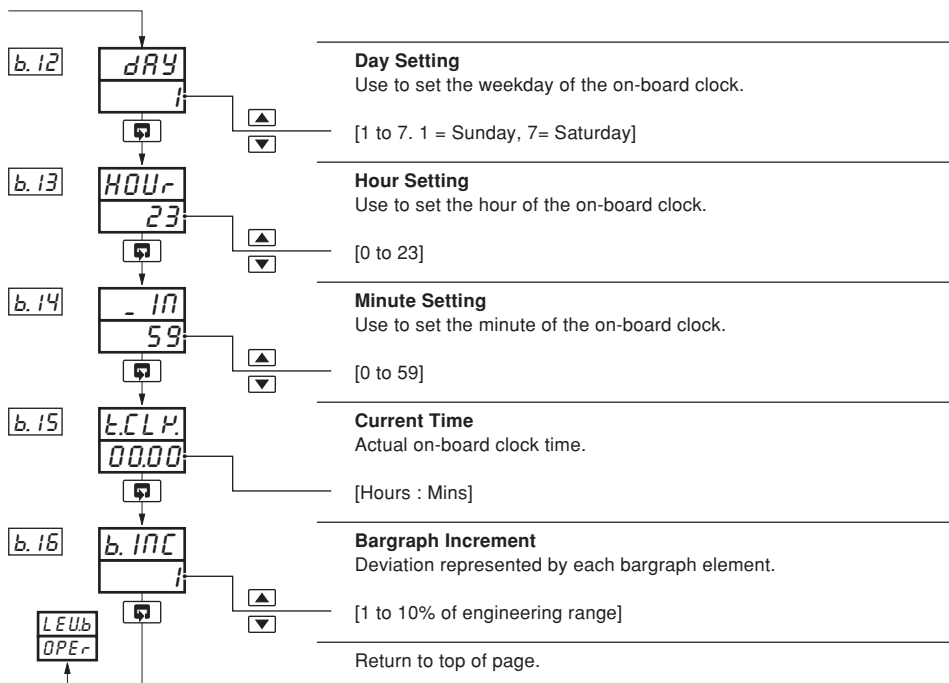 b.12
dAY
1
Day Setting
Use to set the weekday of the on-board clock.
[1 to 7. 1 = Sunday, 7= Saturday]
b.13
HOUr
23
Hour Setting
Use to set the hour of the on-board clock.
[0 to 23]
b.14
_ IN
59
Minute Setting
Use to set the minute of the on-board clock.
[0 to 59]
b.15
t.CLK.
00.00
Current Time
Actual on-board clock time.
[Hours : Mins]
b.16
b.INC
1
Bargraph Increment
Deviation represented by each bargraph element.
[1 to 10% of engineering range]
LEV.b
OPEr
Return to top of page.